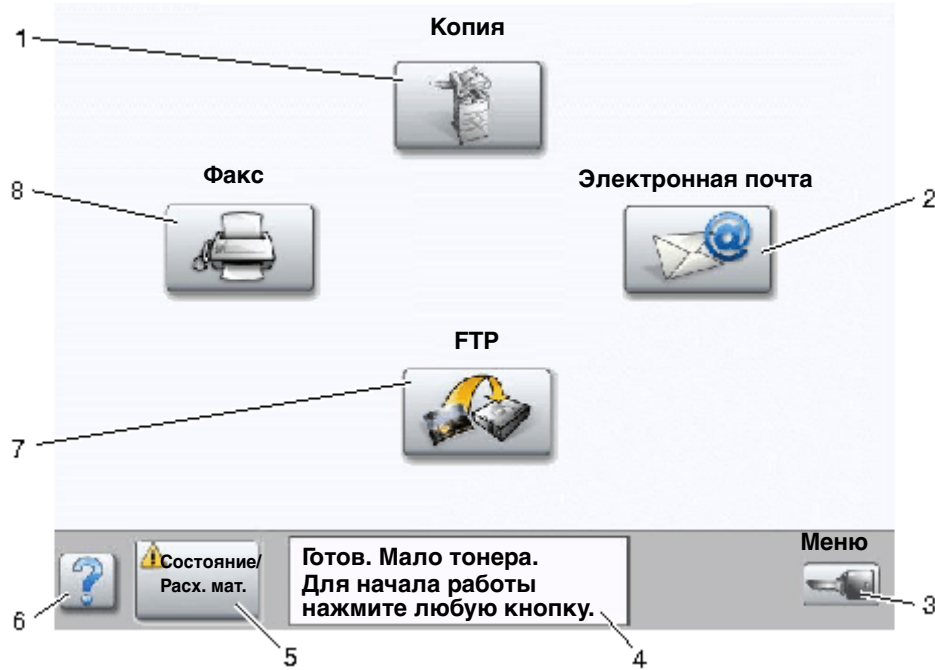 Копия
1
Факс
8
Электронная почта
2
FTP
7
Состояние/
Расх. мат.
Готов. Мало тонера.
Для начала работы
нажмите любую кнопку.
Меню
6
5
4
3